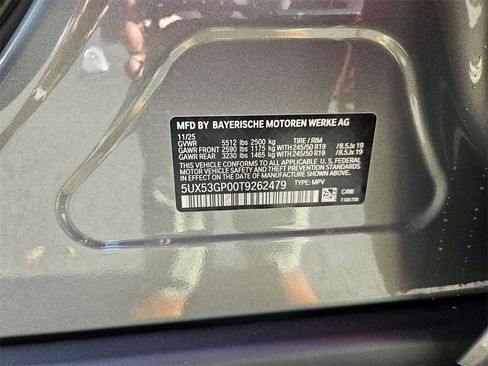 MFD BY BAYERISCHE MOTOREN WERKE AG
11/25
GVWR 5512 lbs 2500 kg TIRE / RIM
GAWR FRONT 2590 lbs 1175 kg WITH 245/50 R19 /8.5Jx19
GAWR REAR 3230 lbs 1465 kg WITH 245/50 R19 /8.5Jx19
THIS VEHICLE CONFORMS TO ALL APPLICABLE U. S. FEDERAL
MOTOR VEHICLE SAFETY AND THEFT PREVENTION STANDARDS
IN EFFECT ON THE DATE OF MANUFACTURE SHOWN ABOVE.
5UX53GP00T9262479 TYPE: MPV C4W